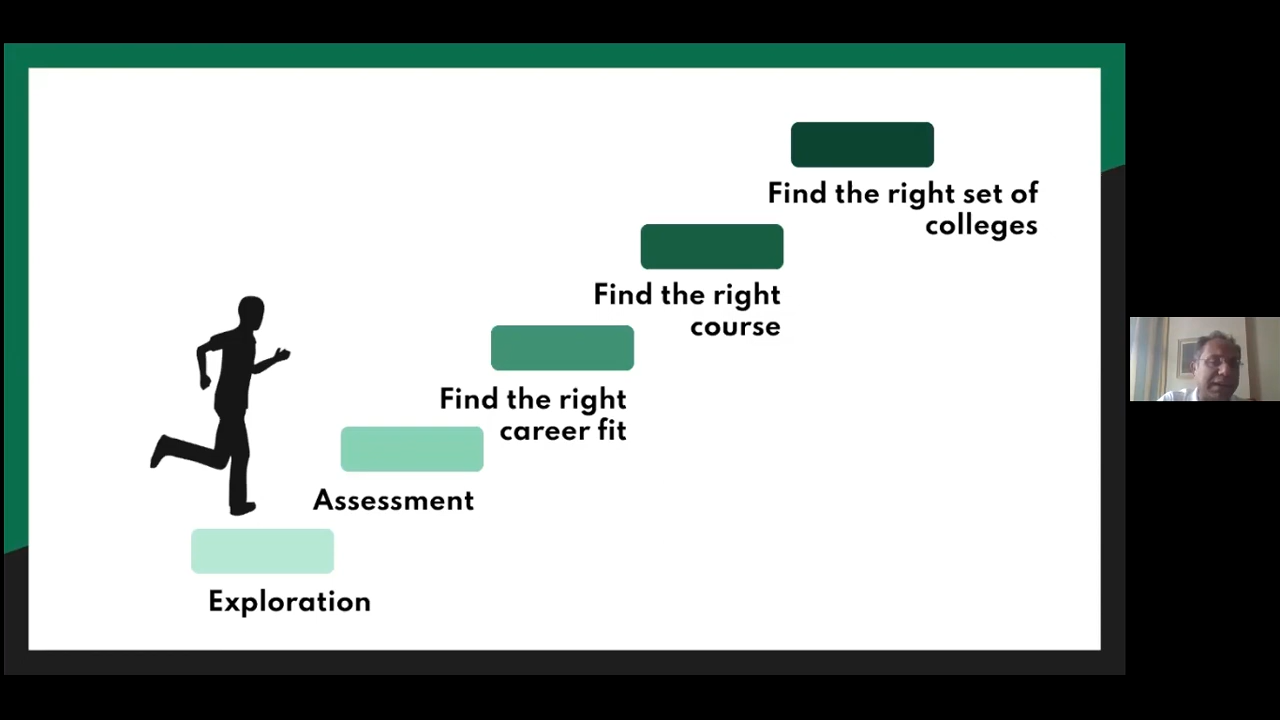 Find the right set of
colleges
Find the right
course
Find the right
career fit
Assessment
Exploration